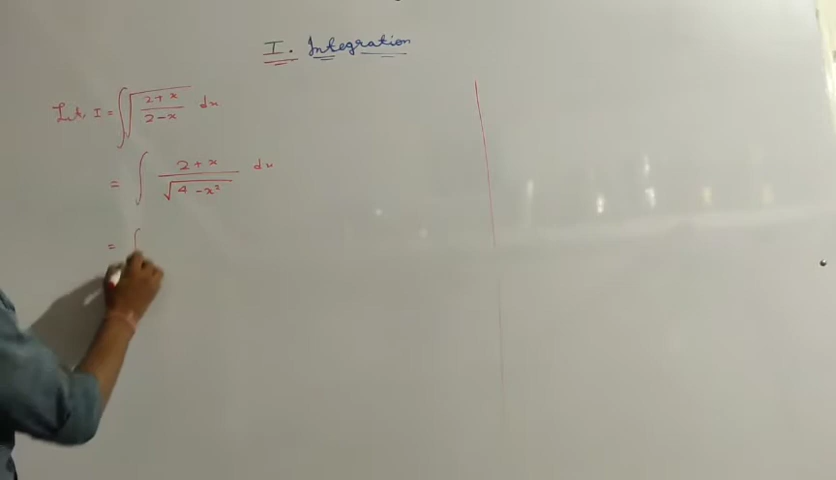 I. Integration
Let, I = ∫ √((2+x)/(2-x)) dx
= ∫ (2+x)/√(4-x²) dx
= ∫